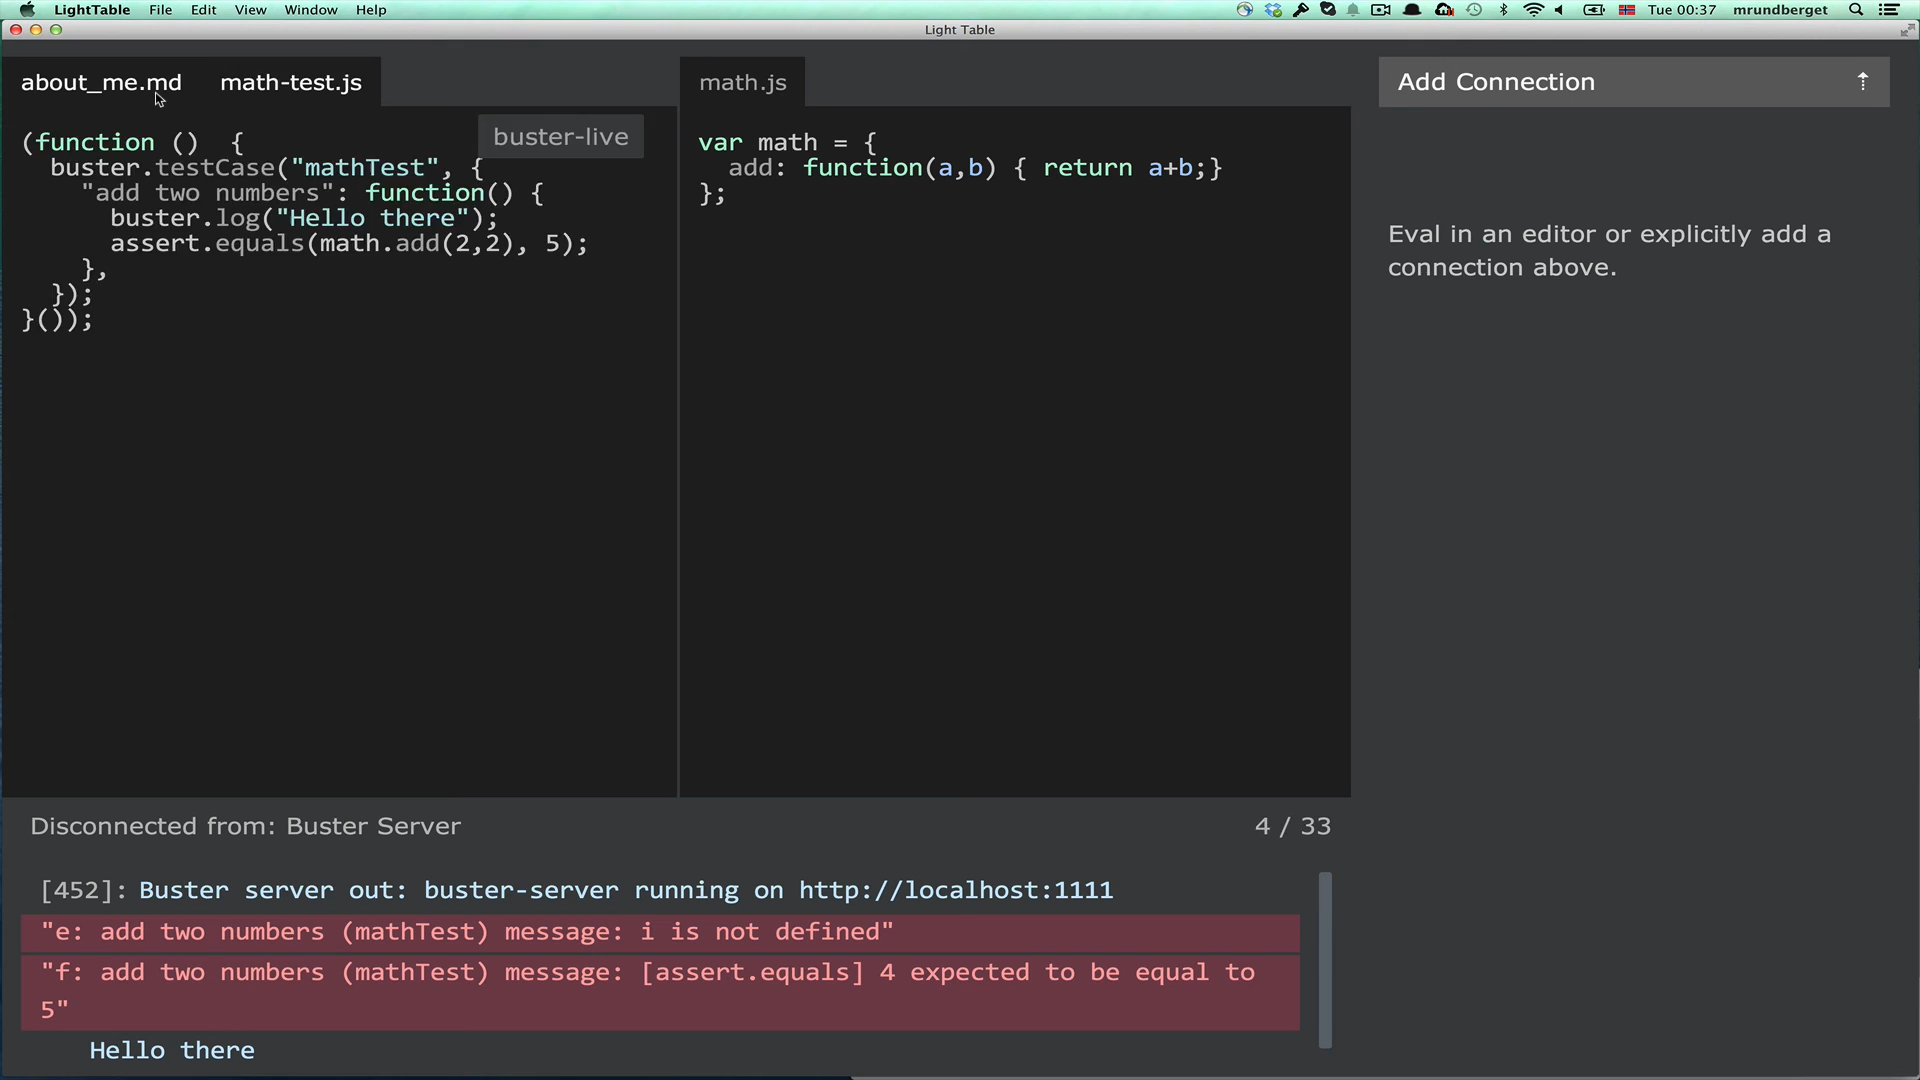 LightTable File Edit View Window Help Tue 00:37 mrundberget
Light Table
about_me.md math-test.js
(function () {
buster.testCase("mathTest", {
"add two numbers": function() {
buster.log("Hello there");
assert.equals(math.add(2,2), 5);
},
});
}());
buster-live
math.js
var math = {
add: function(a,b) { return a+b;}
};
Add Connection
Eval in an editor or explicitly add a
connection above.
Disconnected from: Buster Server 4 / 33
[452]: Buster server out: buster-server running on http://localhost:1111
"e: add two numbers (mathTest) message: i is not defined"
"f: add two numbers (mathTest) message: [assert.equals] 4 expected to be equal to
5"
Hello there